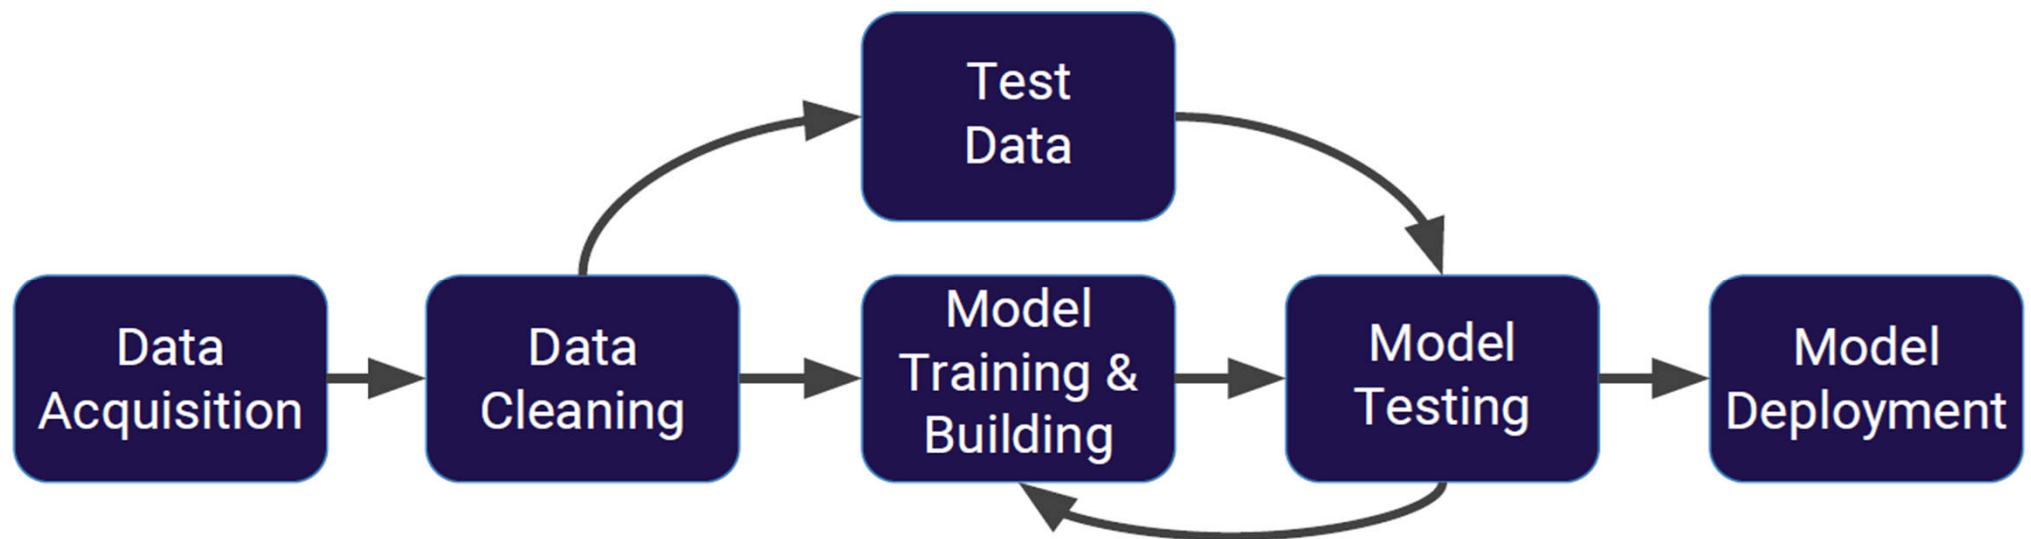 Test
Data
Data
Acquisition
Data
Cleaning
Model
Training &
Building
Model
Testing
Model
Deployment